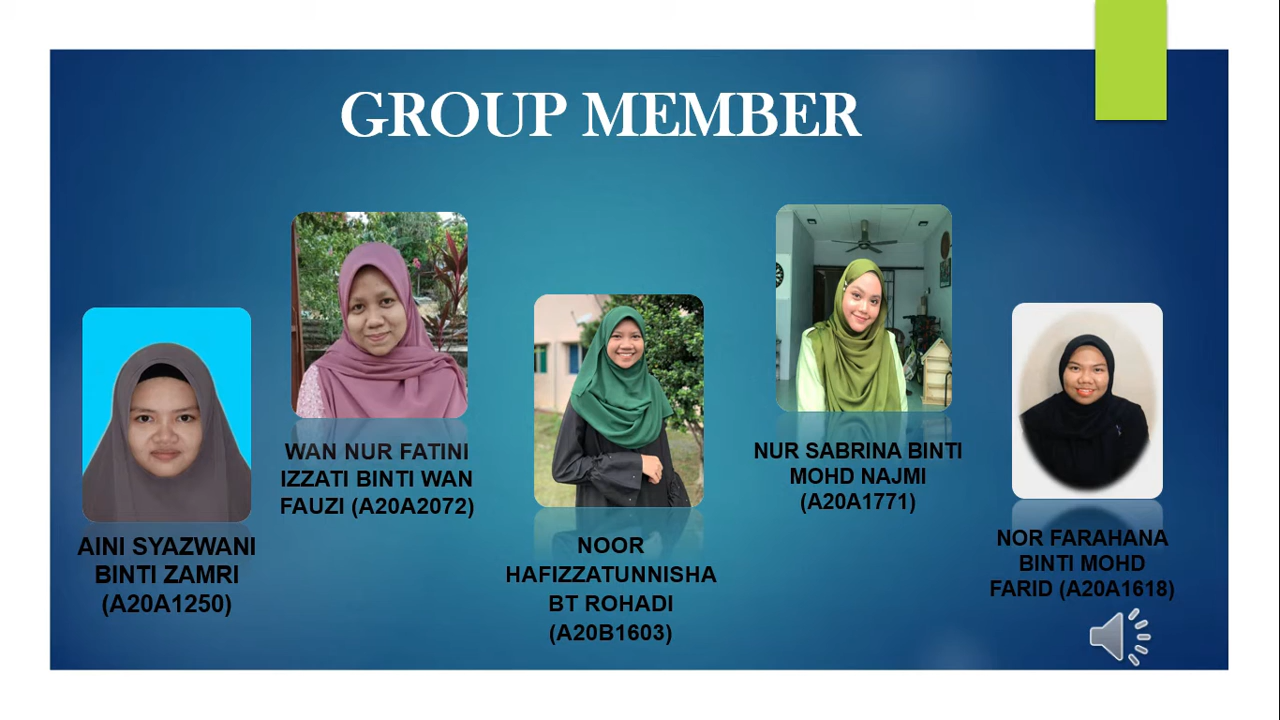 GROUP MEMBER
AINI SYAZWANI
BINTI ZAMRI
(A20A1250)
WAN NUR FATINI
IZZATI BINTI WAN
FAUZI (A20A2072)
NOOR
HAFIZZATUNNISHA
BT ROHADI
(A20B1603)
NUR SABRINA BINTI
MOHD NAJMI
(A20A1771)
NOR FARAHANA
BINTI MOHD
FARID (A20A1618)